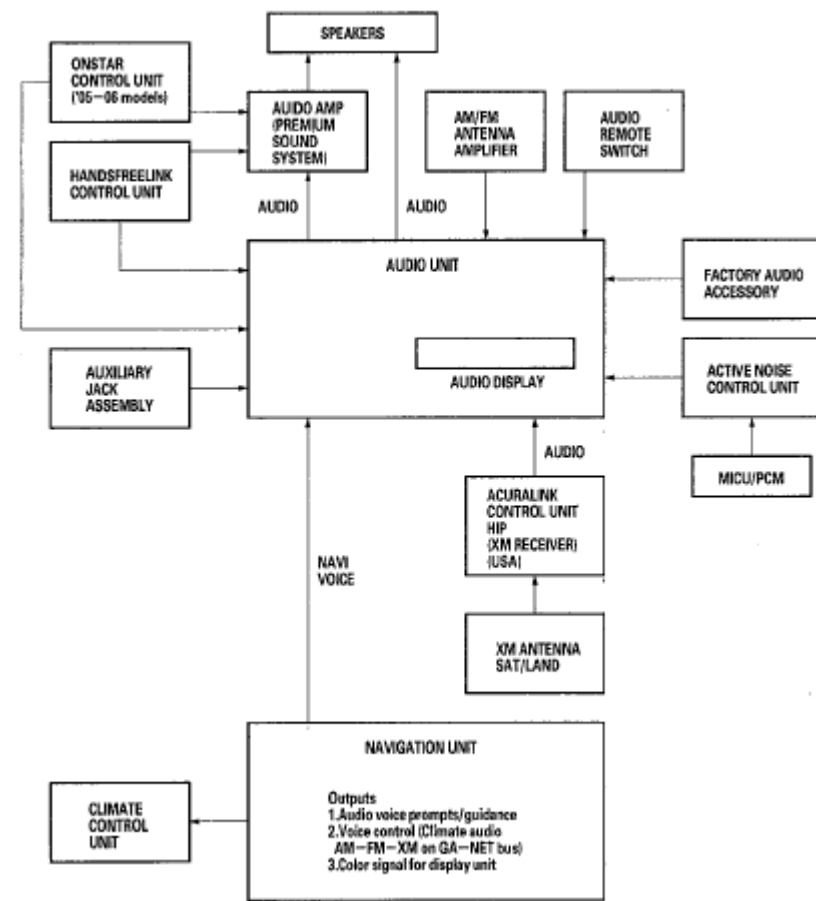 SPEAKERS
ONSTAR
CONTROL UNIT
('05—06 models)
AUIDO AMP
(PREMIUM
SOUND
SYSTEM)
AM/FM
ANTENNA
AMPLIFIER
AUDIO
REMOTE
SWITCH
HANDSFREELINK
CONTROL UNIT
AUDIO
AUDIO
AUDIO UNIT
FACTORY AUDIO
ACCESSORY
AUXILIARY
JACK
ASSEMBLY
AUDIO DISPLAY
ACTIVE NOISE
CONTROL UNIT
AUDIO
MICU/PCM
ACURALINK
CONTROL UNIT
HIP
(XM RECEIVER)
(USA)
NAVI
VOICE
XM ANTENNA
SAT/LAND
NAVIGATION UNIT
Outputs
1.Audio voice prompts/guidance
2.Voice control (Climate audio
AM—FM—XM on GA—NET bus)
3.Color signal for display unit
CLIMATE
CONTROL
UNIT